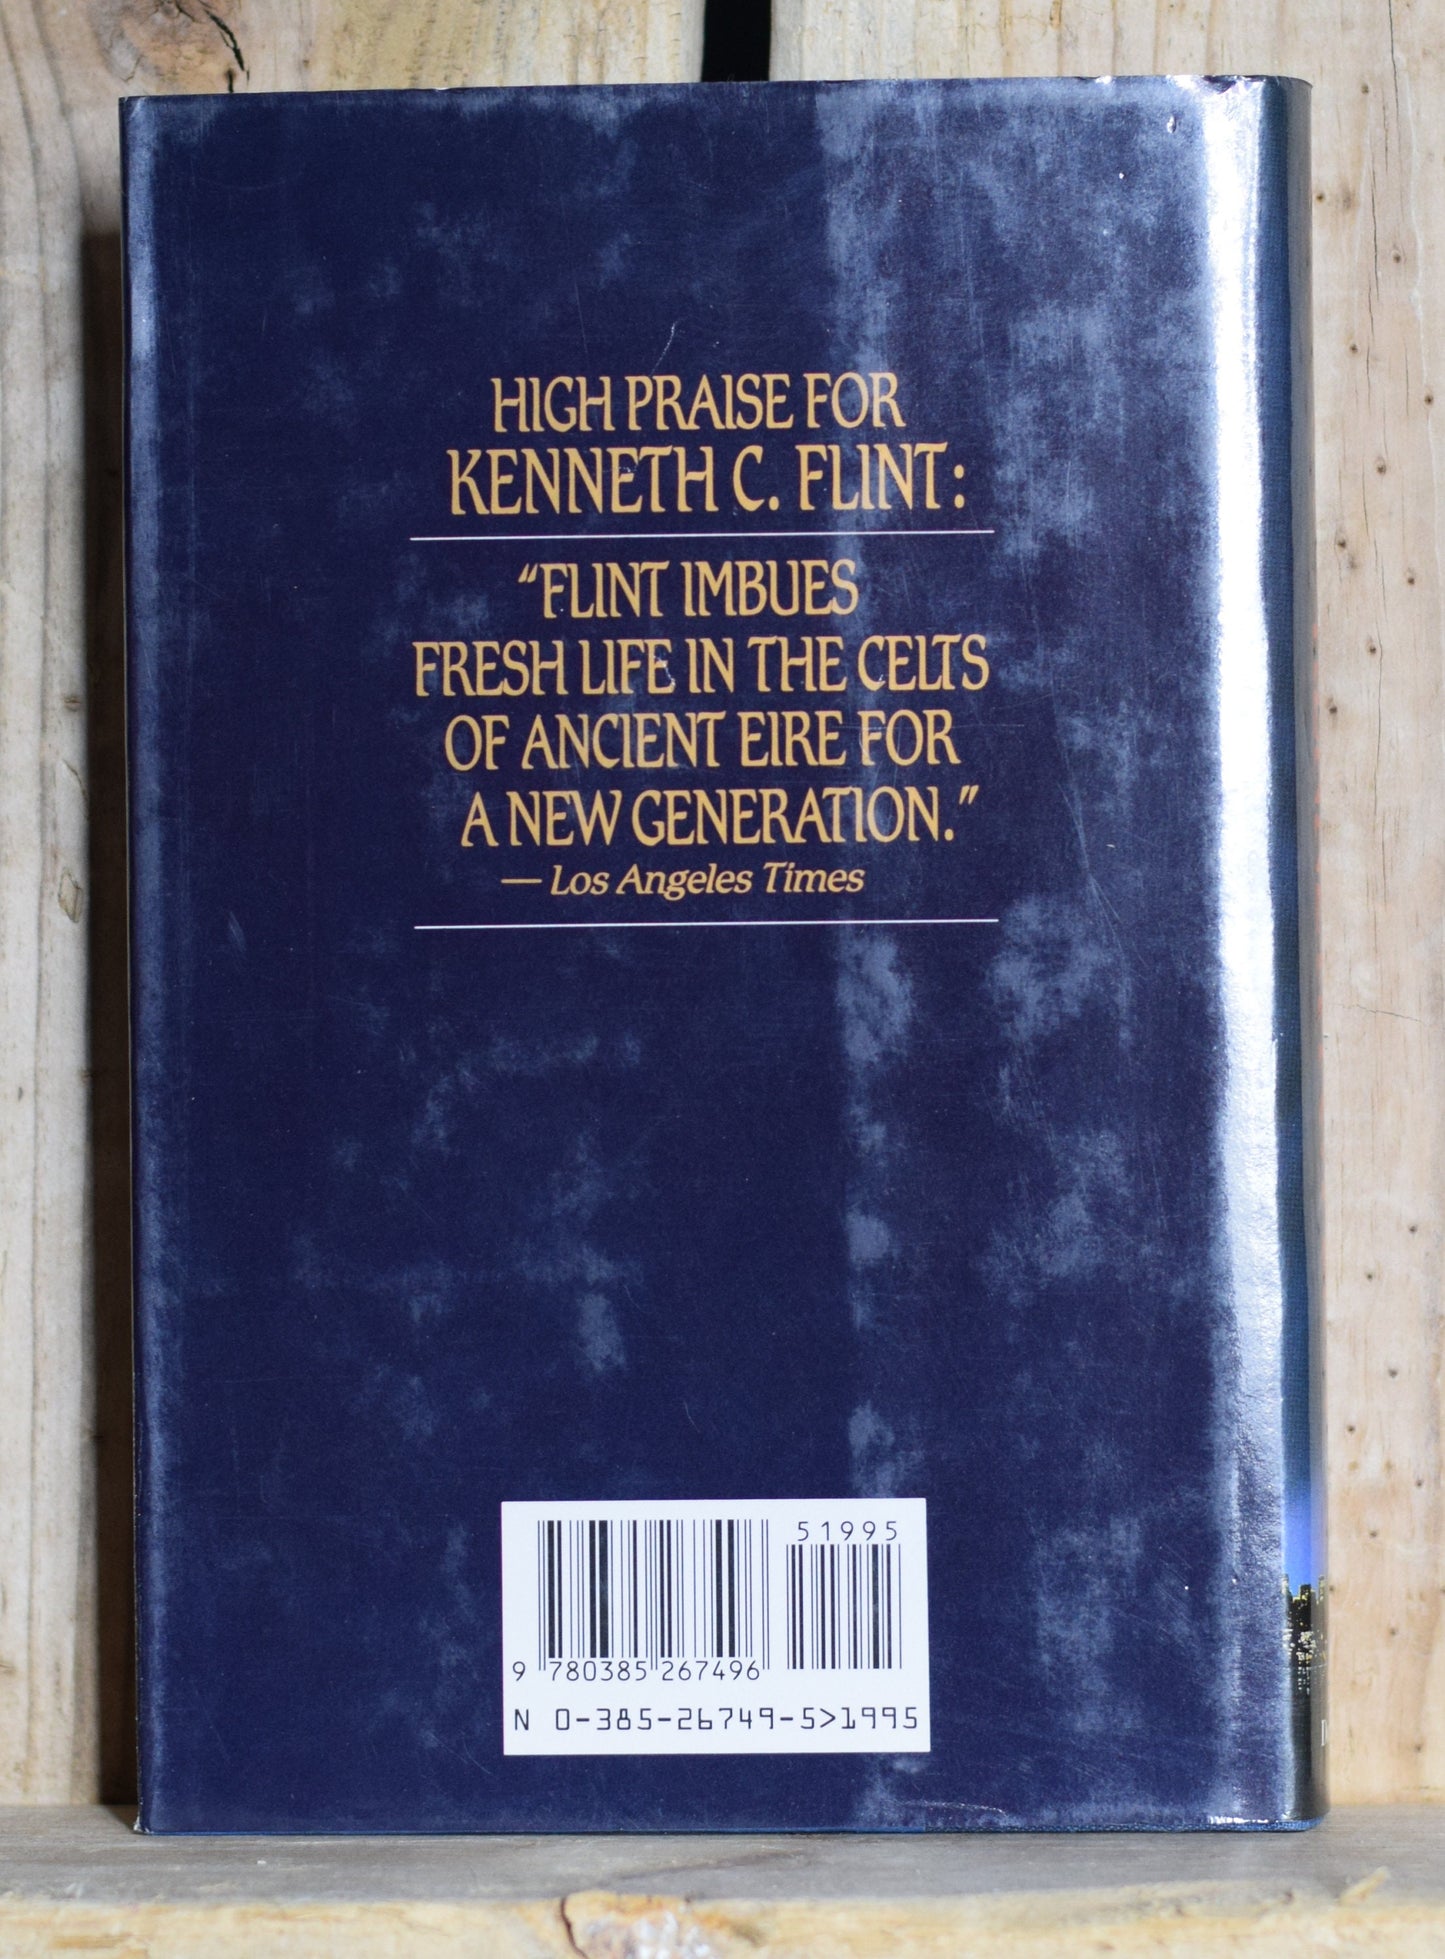 HIGH PRAISE FOR
KENNETH C. FLINT:
“FLINT IMBUES
FRESH LIFE IN THE CELTS
OF ANCIENT EIRE FOR
A NEW GENERATION.”
— Los Angeles Times
51995
9 780385 267496
N 0-385-26749-5>1995